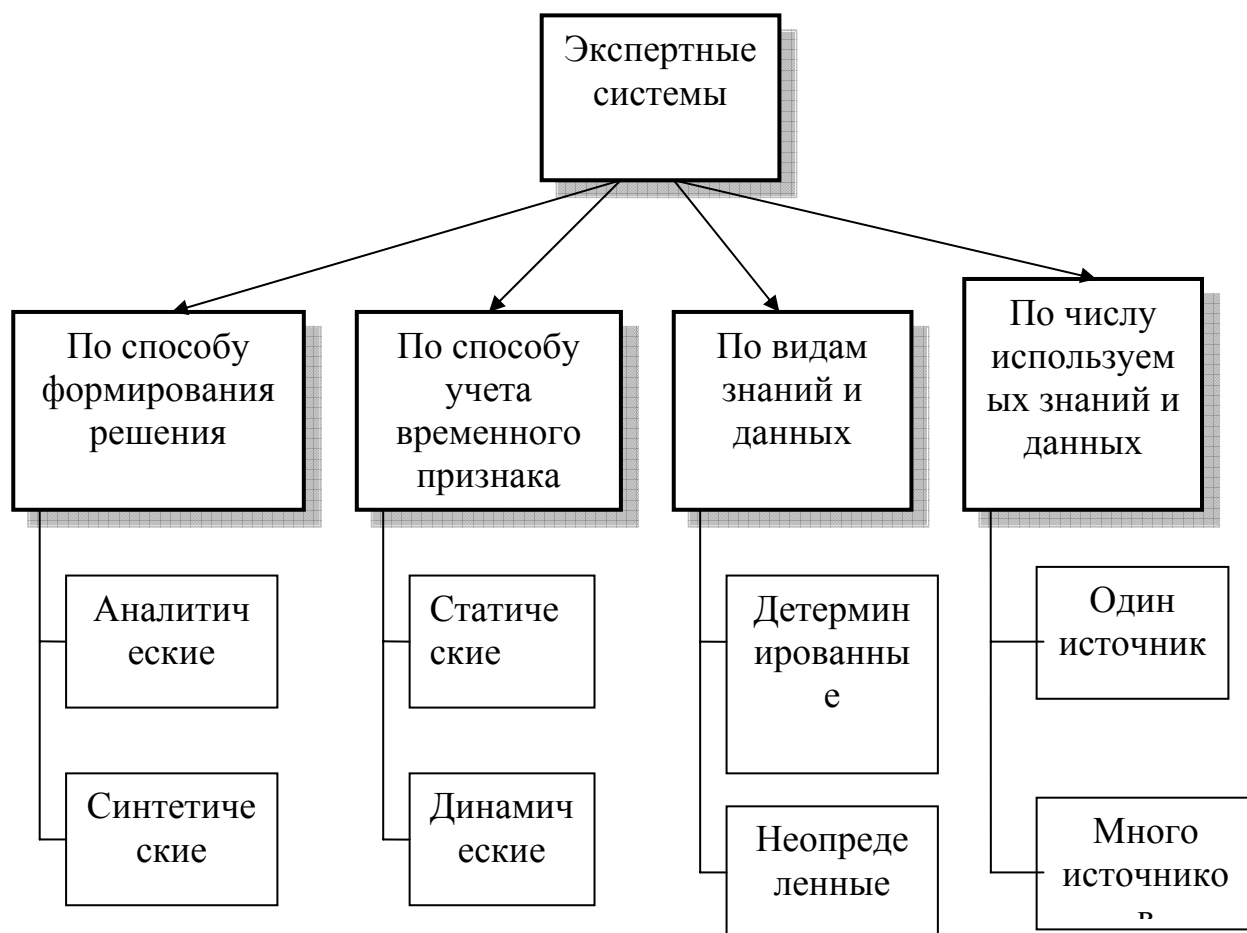 Экспертные
системы
По способу
формирования
решения
По способу
учета
временного
признака
По видам
знаний и
данных
По числу
используем
ых знаний и
данных
Аналитич
еские
Статиче
ские
Детермин
ированны
е
Один
источник
Синтетиче
ские
Динамич
еские
Неопреде
ленные
Много
источнико
в